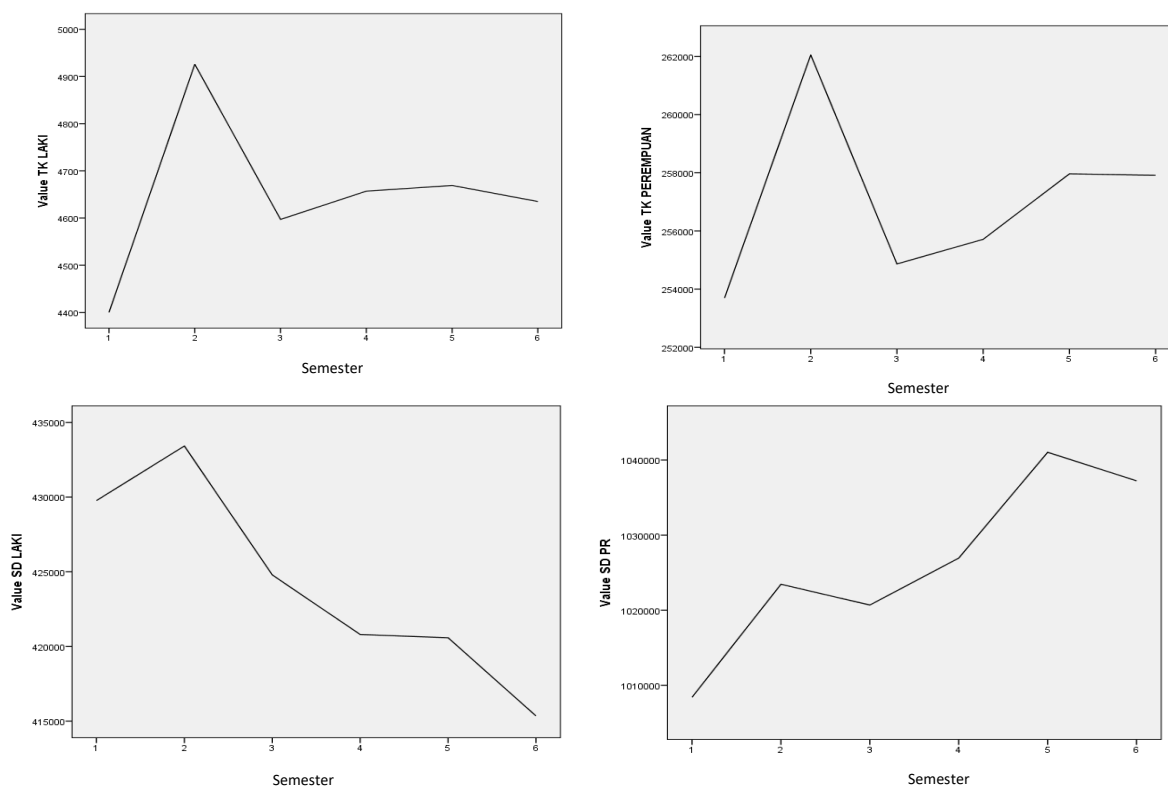 Value TK LAKI
5000
4900
4800
4700
4600
4500
4400
1 2 3 4 5 6
Semester
Value TK PEREMPUAN
262000
260000
258000
256000
254000
252000
1 2 3 4 5 6
Semester
Value SD LAKI
435000
430000
425000
420000
415000
1 2 3 4 5 6
Semester
Value SD PR
1040000
1030000
1020000
1010000
1 2 3 4 5 6
Semester